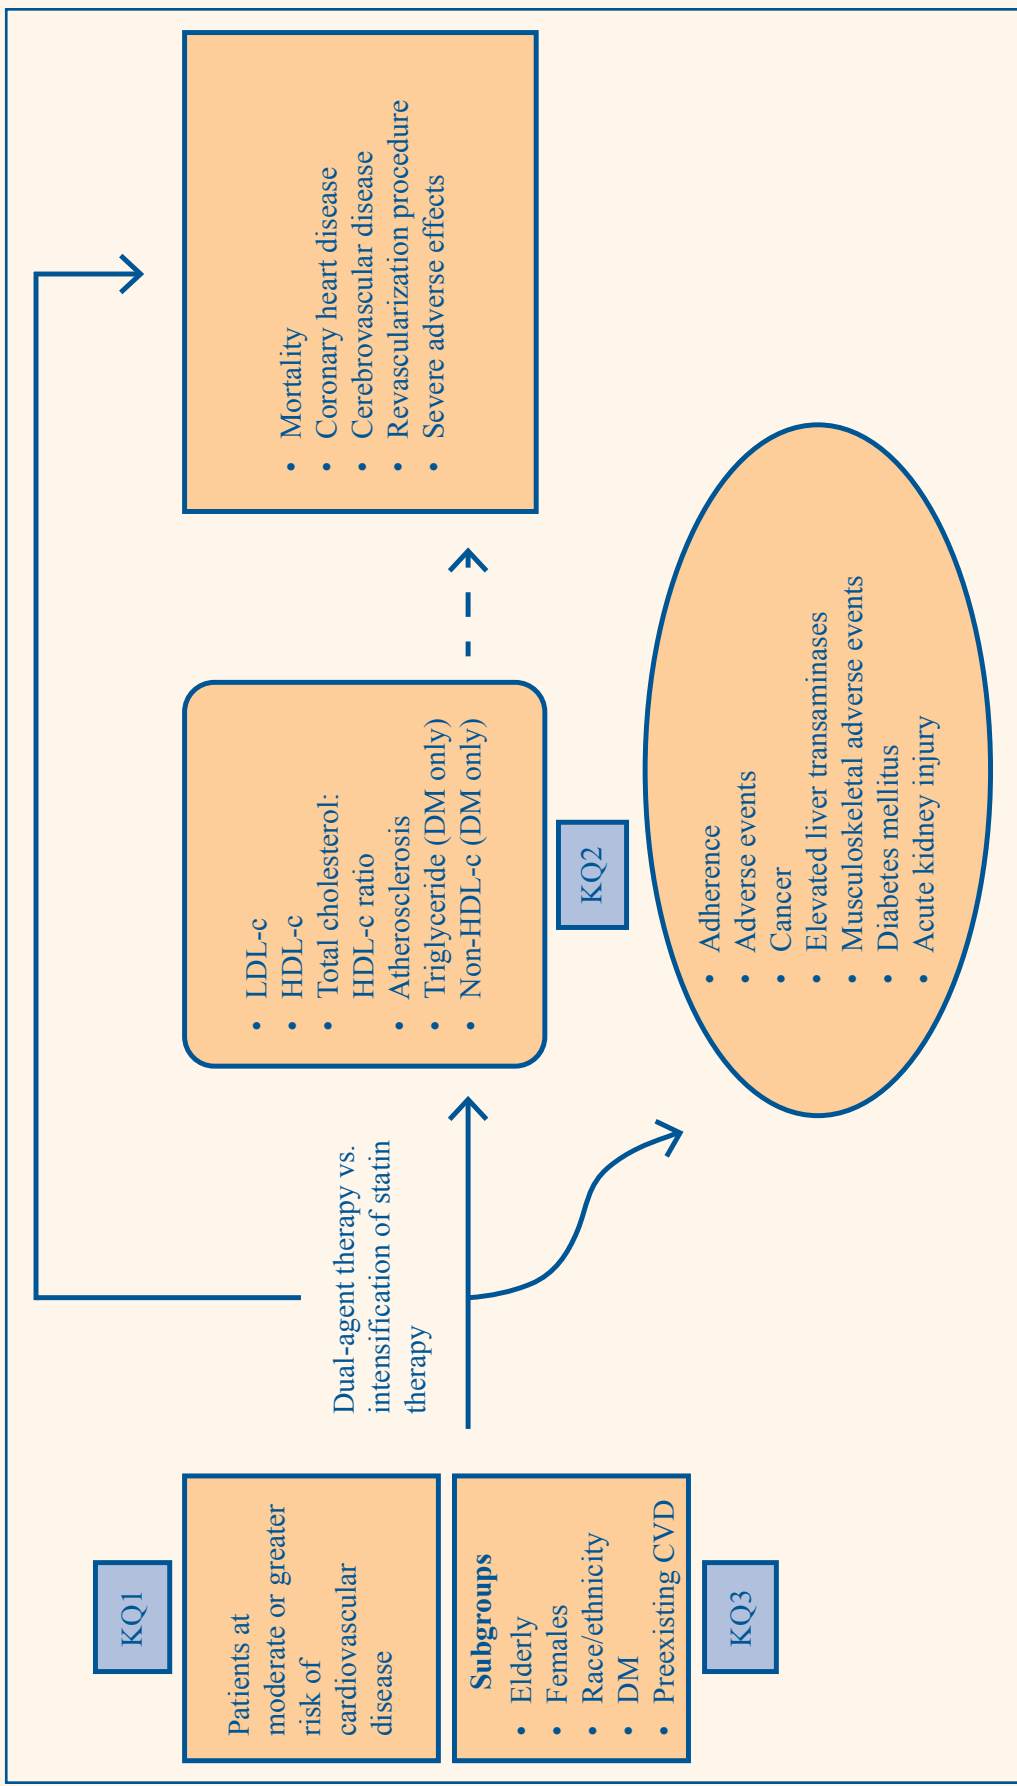 KQ1
Patients at
moderate or greater
risk of
cardiovascular
disease
Subgroups
• Elderly
• Females
• Race/ethnicity
• DM
• Preexisting CVD
KQ3
Dual-agent therapy vs.
intensification of statin
therapy
• LDL-c
• HDL-c
• Total cholesterol:
HDL-c ratio
• Atherosclerosis
• Triglyceride (DM only)
• Non-HDL-c (DM only)
KQ2
• Adherence
• Adverse events
• Cancer
• Elevated liver transaminases
• Musculoskeletal adverse events
• Diabetes mellitus
• Acute kidney injury
• Mortality
• Coronary heart disease
• Cerebrovascular disease
• Revascularization procedure
• Severe adverse effects